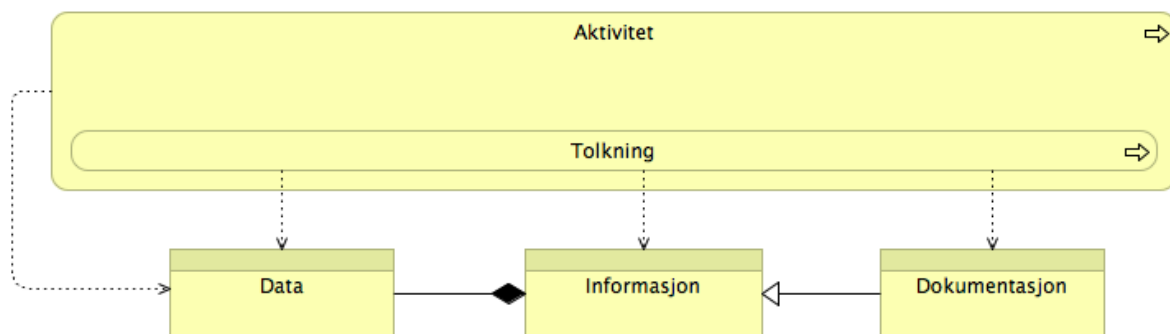 Aktivitet
Tolkning
Data
Informasjon
Dokumentasjon